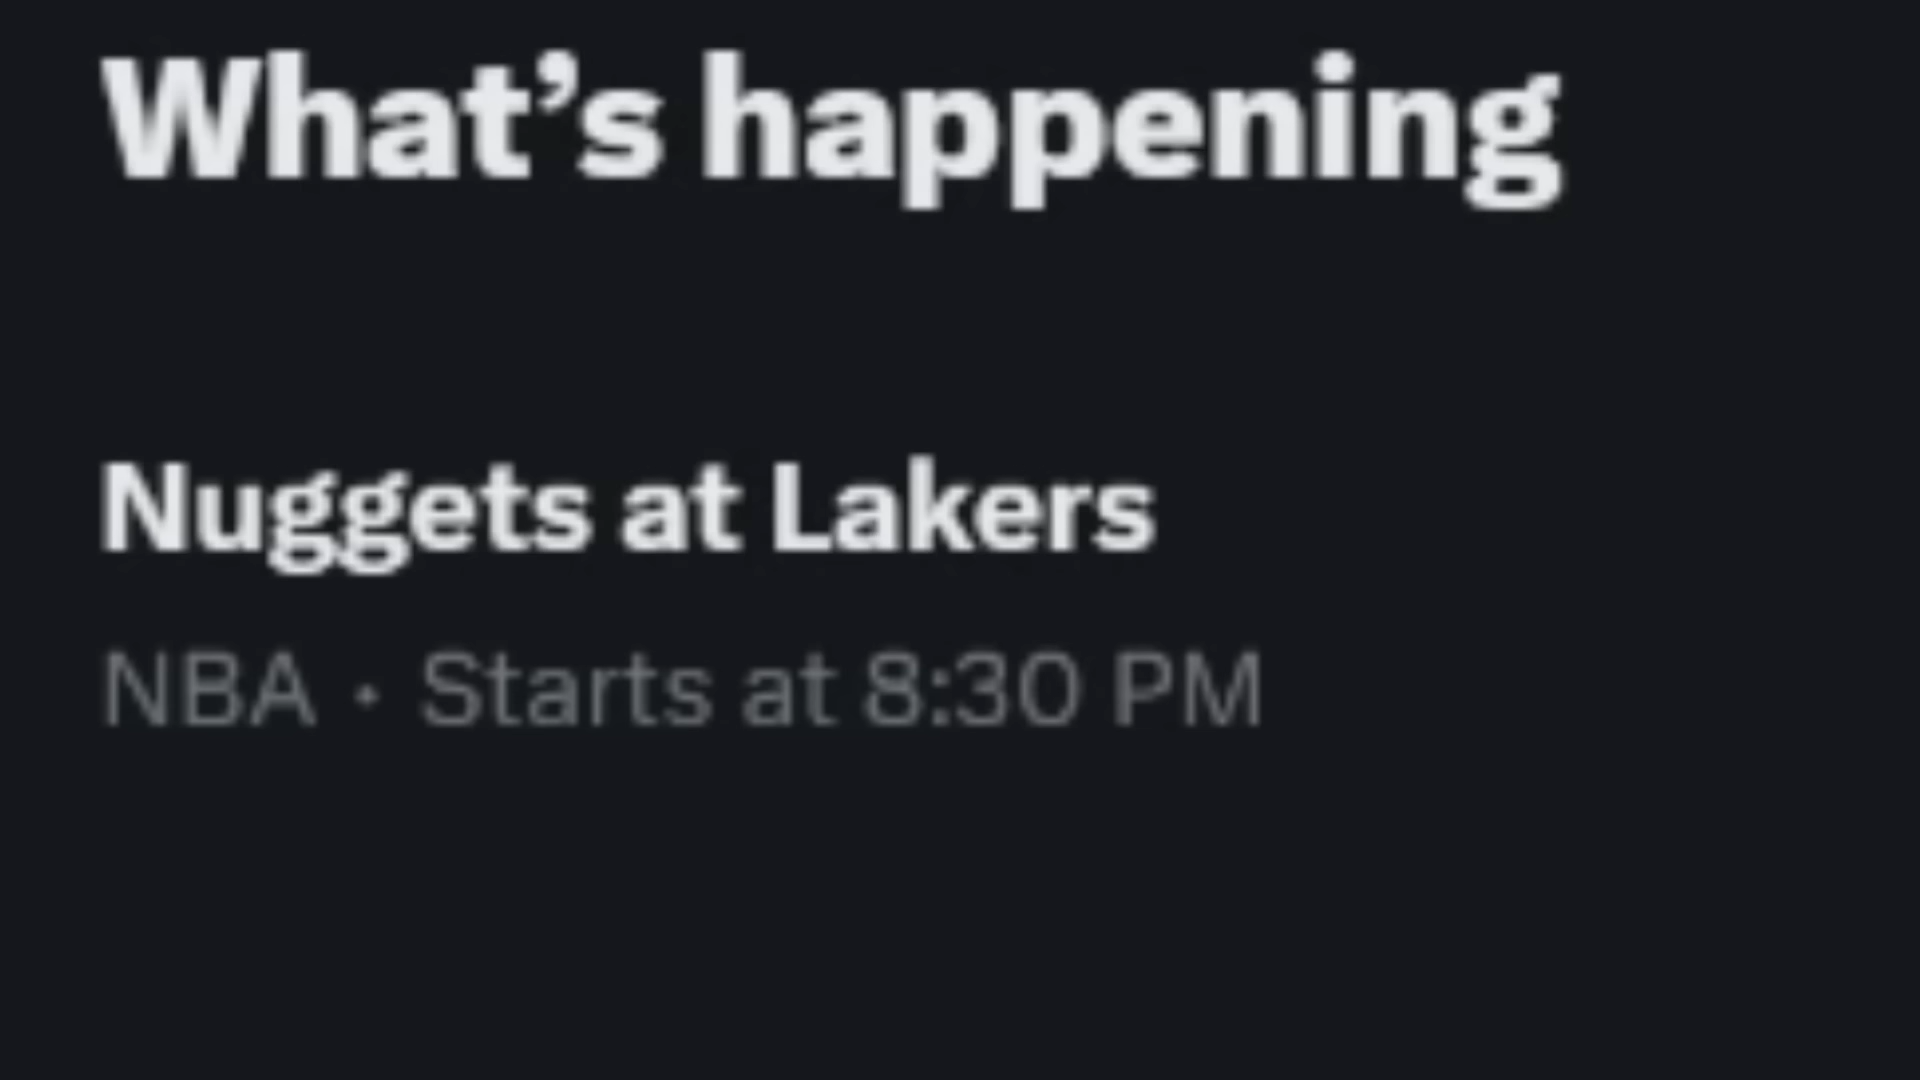 What’s happening
Nuggets at Lakers
NBA · Starts at 8:30 PM